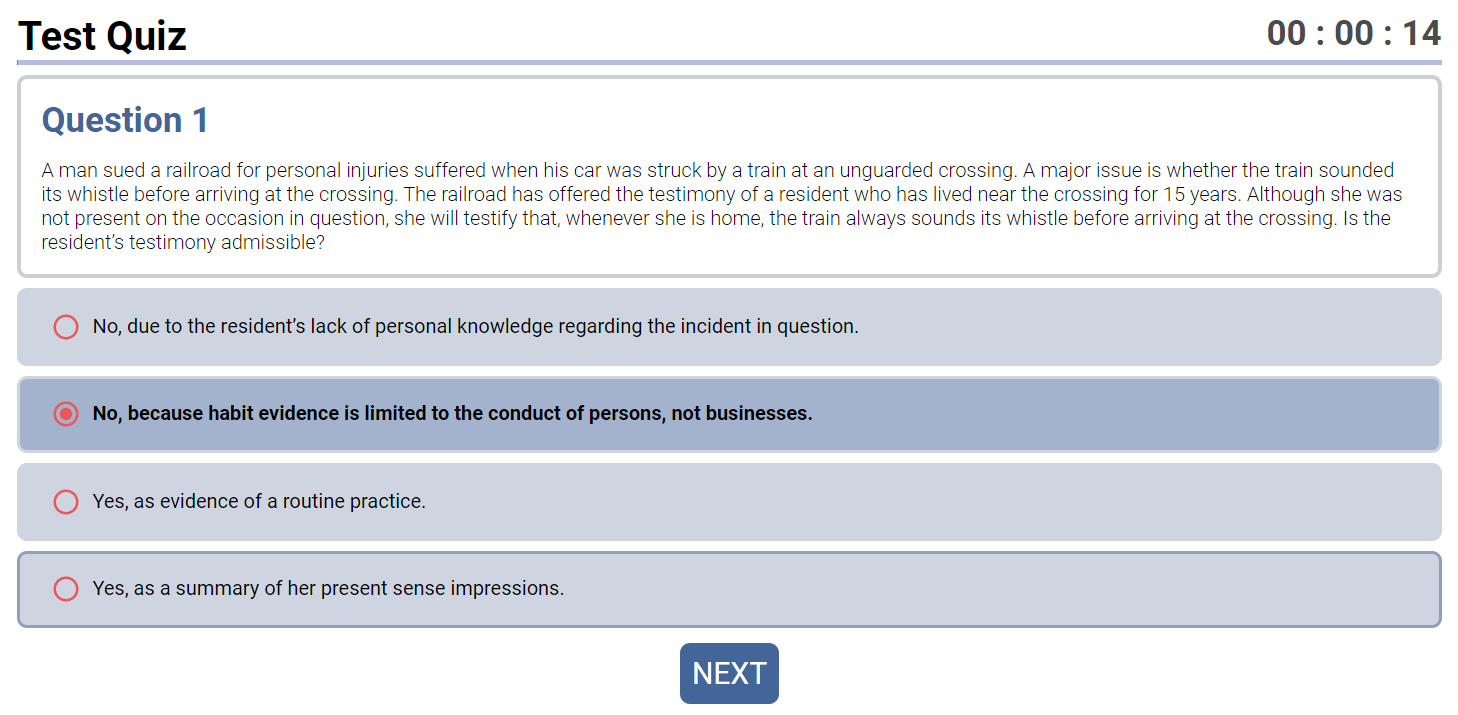 Test Quiz
00 : 00 : 14
Question 1
A man sued a railroad for personal injuries suffered when his car was struck by a train at an unguarded crossing. A major issue is whether the train sounded
its whistle before arriving at the crossing. The railroad has offered the testimony of a resident who has lived near the crossing for 15 years. Although she was
not present on the occasion in question, she will testify that, whenever she is home, the train always sounds its whistle before arriving at the crossing. Is the
resident’s testimony admissible?
No, due to the resident’s lack of personal knowledge regarding the incident in question.
No, because habit evidence is limited to the conduct of persons, not businesses.
Yes, as evidence of a routine practice.
Yes, as a summary of her present sense impressions.
NEXT